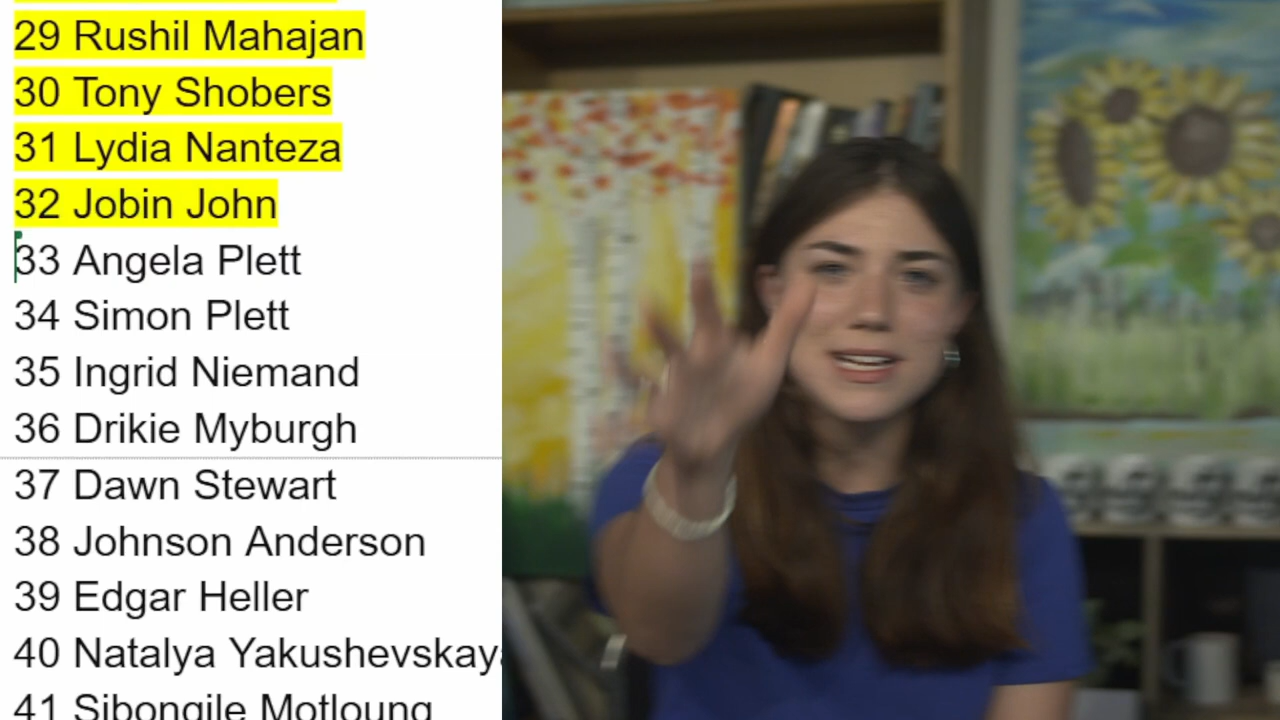 29 Rushil Mahajan
30 Tony Shobers
31 Lydia Nanteza
32 Jobin John
33 Angela Plett
34 Simon Plett
35 Ingrid Niemand
36 Drikie Myburgh
37 Dawn Stewart
38 Johnson Anderson
39 Edgar Heller
40 Natalya Yakushevskay
41 Sibongile Motloung